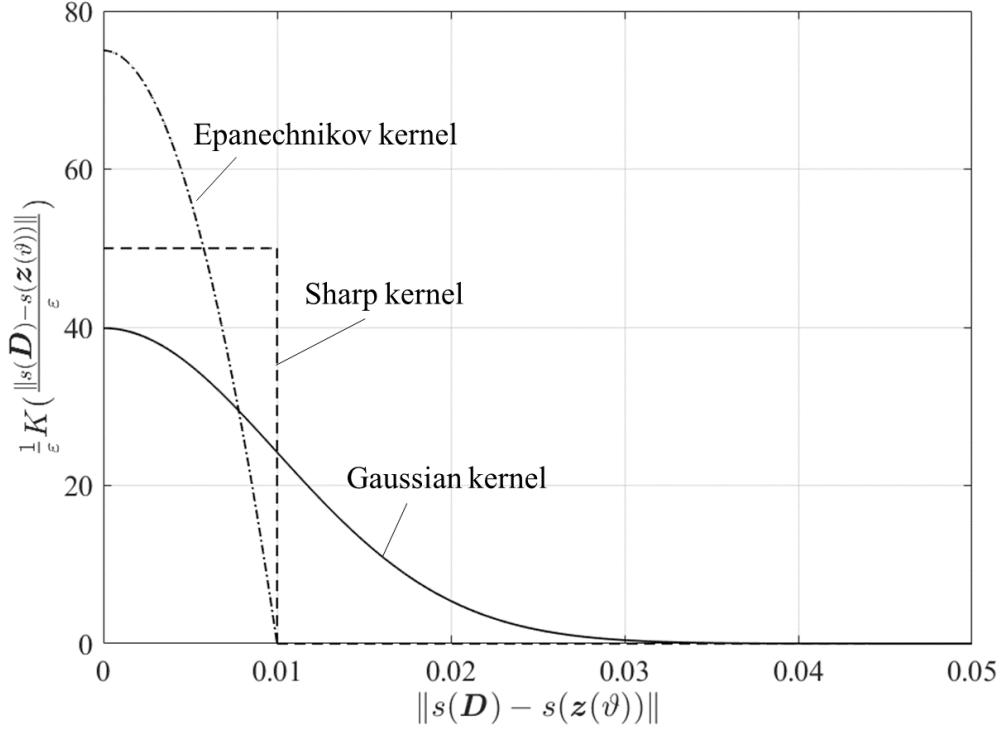 80
60
40
20
0
Epanechnikov kernel
Sharp kernel
Gaussian kernel
0 0.01 0.02 0.03 0.04 0.05
‖s(D) − s(z(ϑ))‖
1/ε K(‖s(D)−s(z(ϑ))‖/ε)